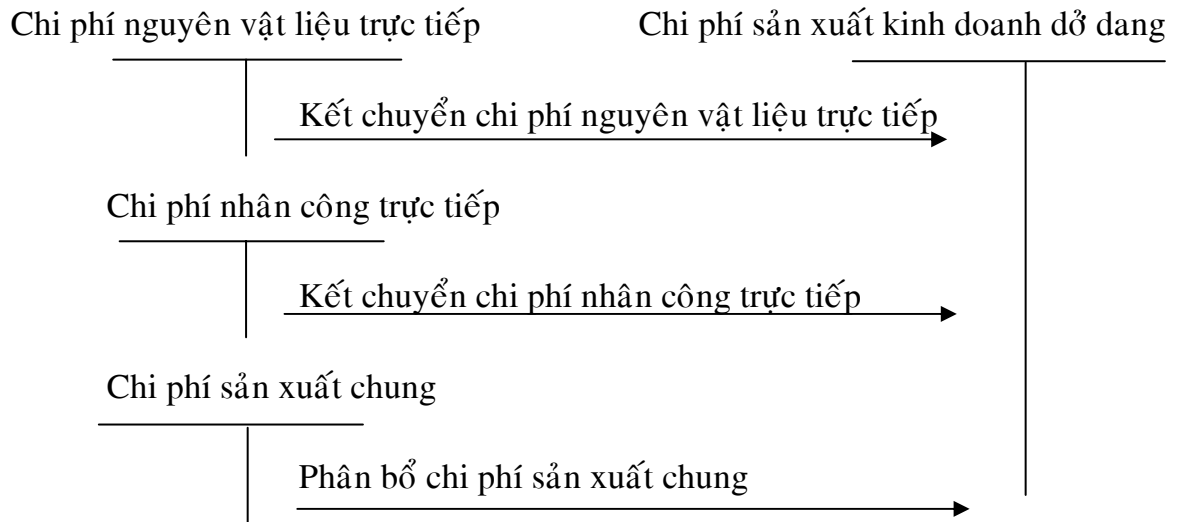 Chi phí nguyên vật liệu trực tiếp
Chi phí sản xuất kinh doanh dở dang
Kết chuyển chi phí nguyên vật liệu trực tiếp
Chi phí nhân công trực tiếp
Kết chuyển chi phí nhân công trực tiếp
Chi phí sản xuất chung
Phân bổ chi phí sản xuất chung